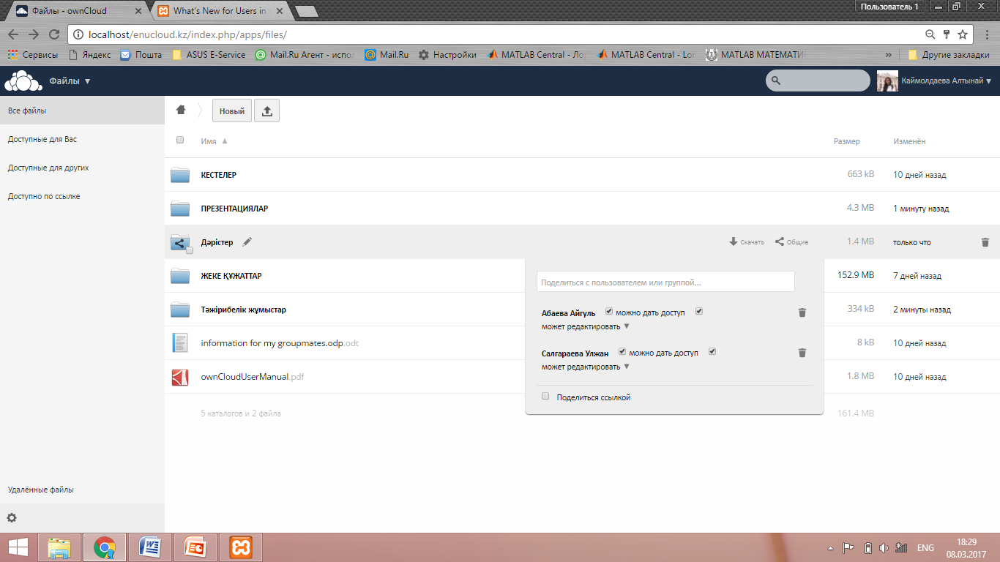 Файлы - ownCloud
What's New for Users in
Пользователь 1
localhost/enucloud.kz/index.php/apps/files/
Сервисы Яндекс Почта ASUS E-Service Mail.Ru Агент - испол Mail.Ru Настройки MATLAB Central - MATLAB Central - Lor MATLAB МАТЕМАТИ » Другие закладки
Файлы ▼
Каймолдаева Алтынай ▼
Все файлы
Новый
Доступные для Вас
Имя ▲ Размер Изменён
Доступные для других
КЕСТЕЛЕР 663 kB 10 дней назад
Доступно по ссылке
ПРЕЗЕНТАЦИЯЛАР 4.3 MB 1 минуту назад
Дәрістер Скачать Общие 1.4 MB только что
ЖЕКЕ ҚҰЖАТТАР 152.9 MB 7 дней назад
Поделиться с пользователем или группой...
Тәжірибелік жұмыстар 334 kB 2 минуты назад
Абаева Айгуль можно дать доступ
может редактировать ▼
information for my groupmates.odp.odt 8 kB 10 дней назад
Салгараева Улжан можно дать доступ
может редактировать ▼
ownCloudUserManual.pdf 1.8 MB 10 дней назад
Поделиться ссылкой
5 каталогов и 2 файла 161.4 MB
Удалённые файлы
ENG
18:29
08.03.2017